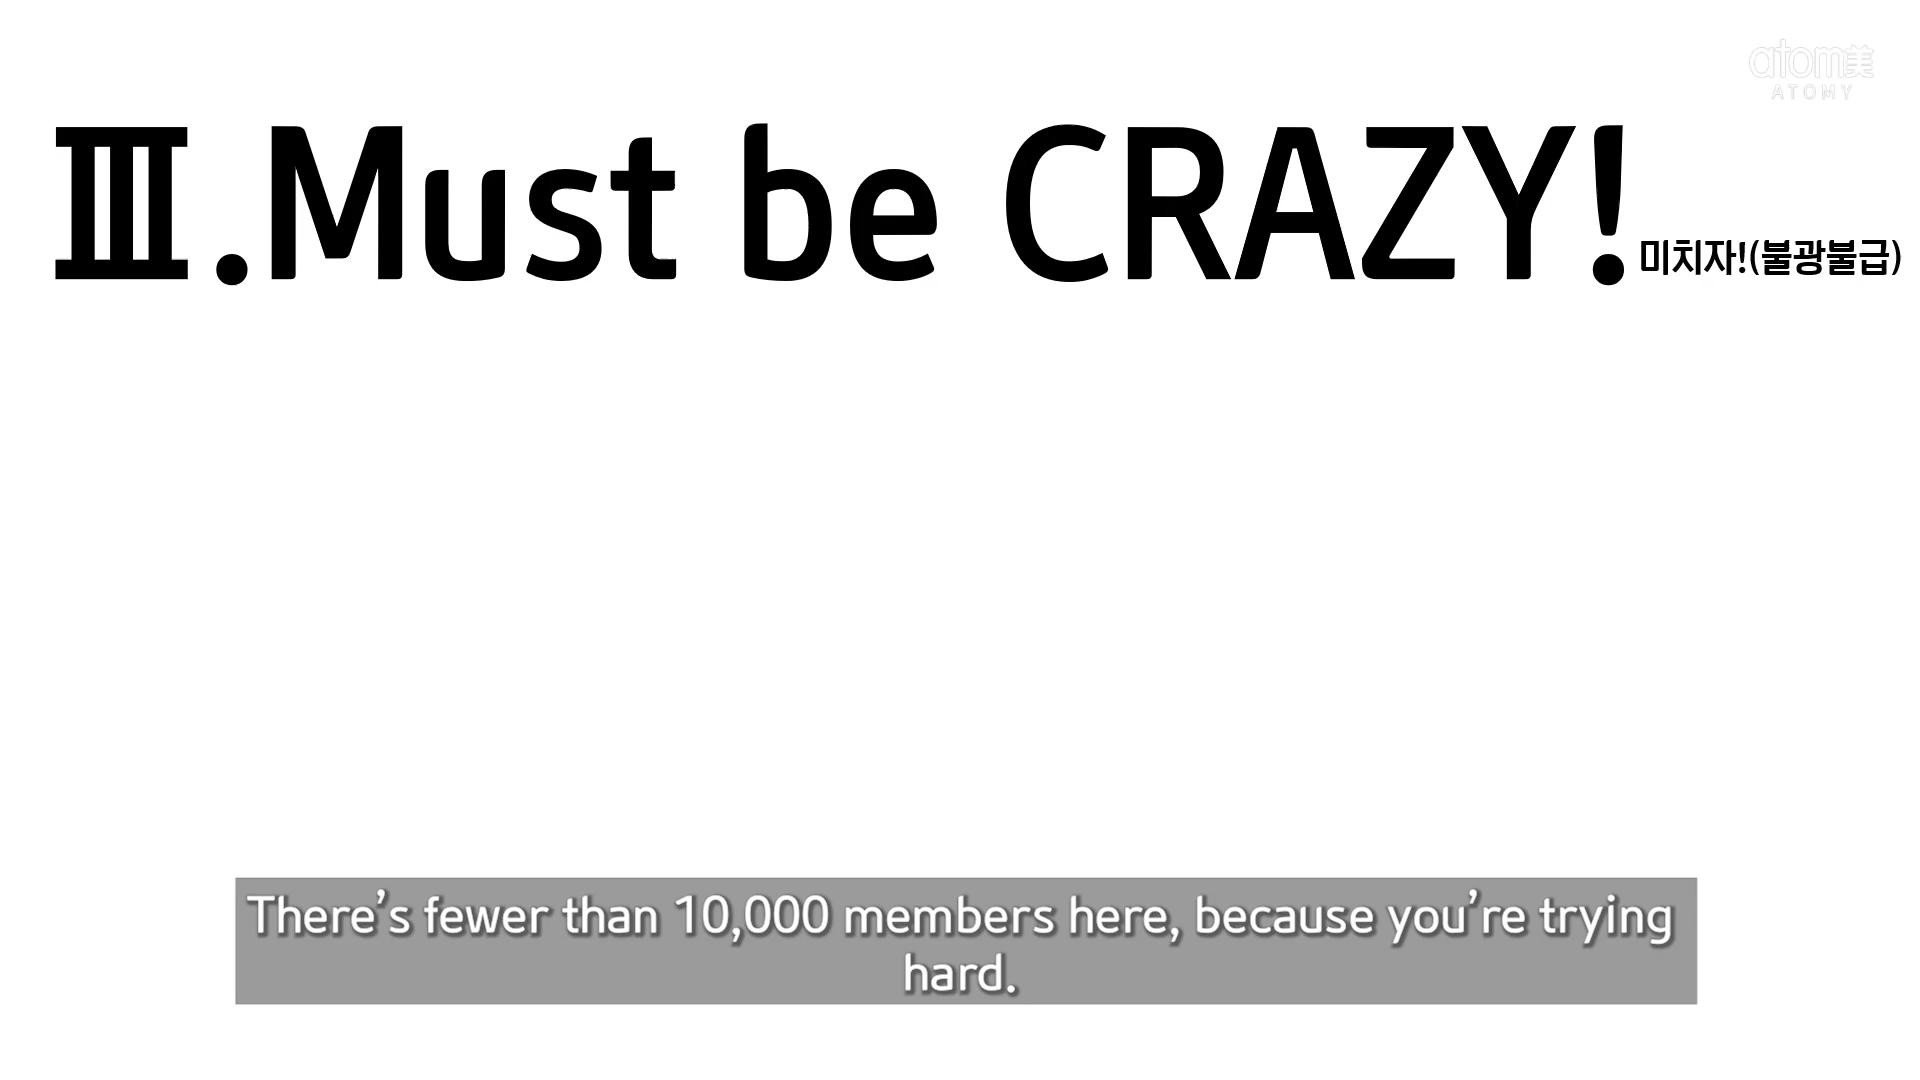 atom美
ATOMY
Ⅲ.Must be CRAZY! 미치자!(불광불급)
There's fewer than 10,000 members here, because you're trying
hard.